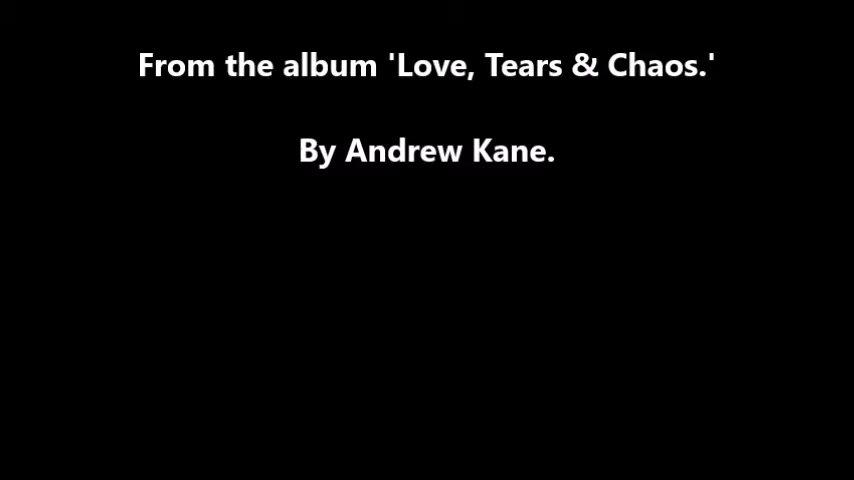 From the album 'Love, Tears & Chaos.'
By Andrew Kane.